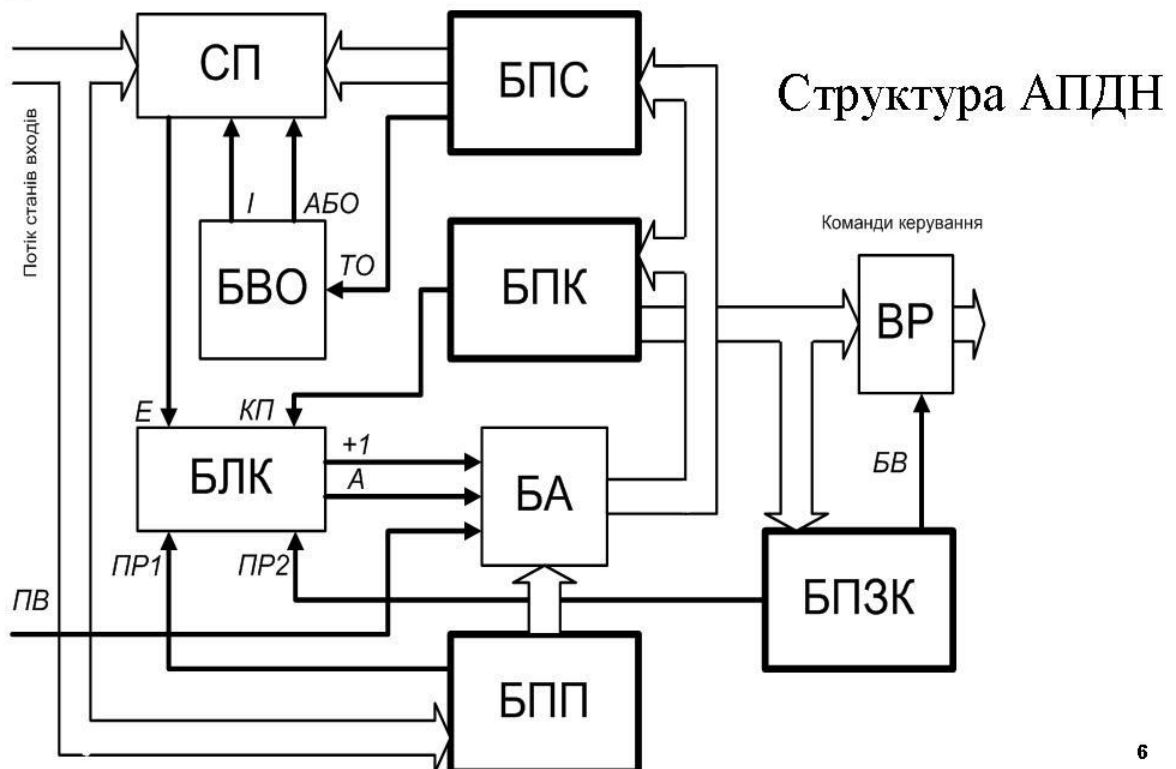 СП
БПС
Структура АПДН
Потік станів входів
І
АБО
БВО
ТО
БПК
Команди керування
ВР
Е
КП
БЛК
+1
А
БА
БВ
ПР1
ПР2
ПВ
БПЗК
БПП
6